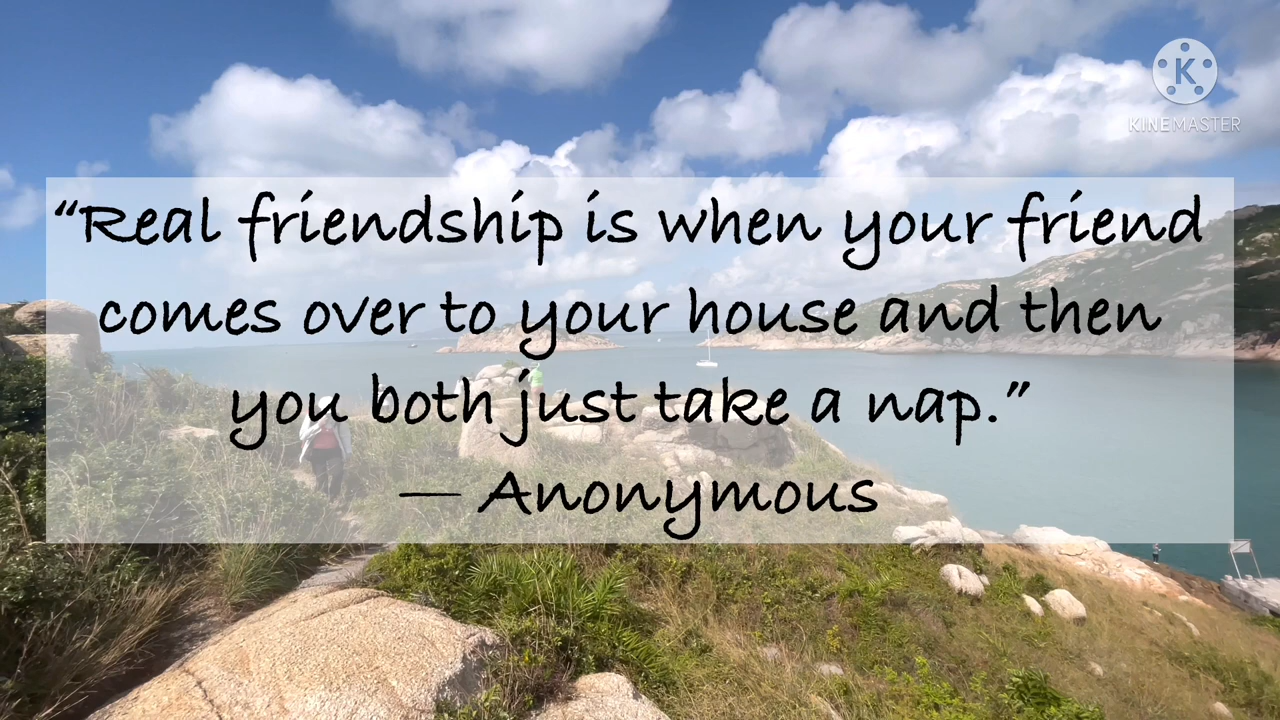 K
KINEMASTER
“Real friendship is when your friend
comes over to your house and then
you both just take a nap.”
— Anonymous